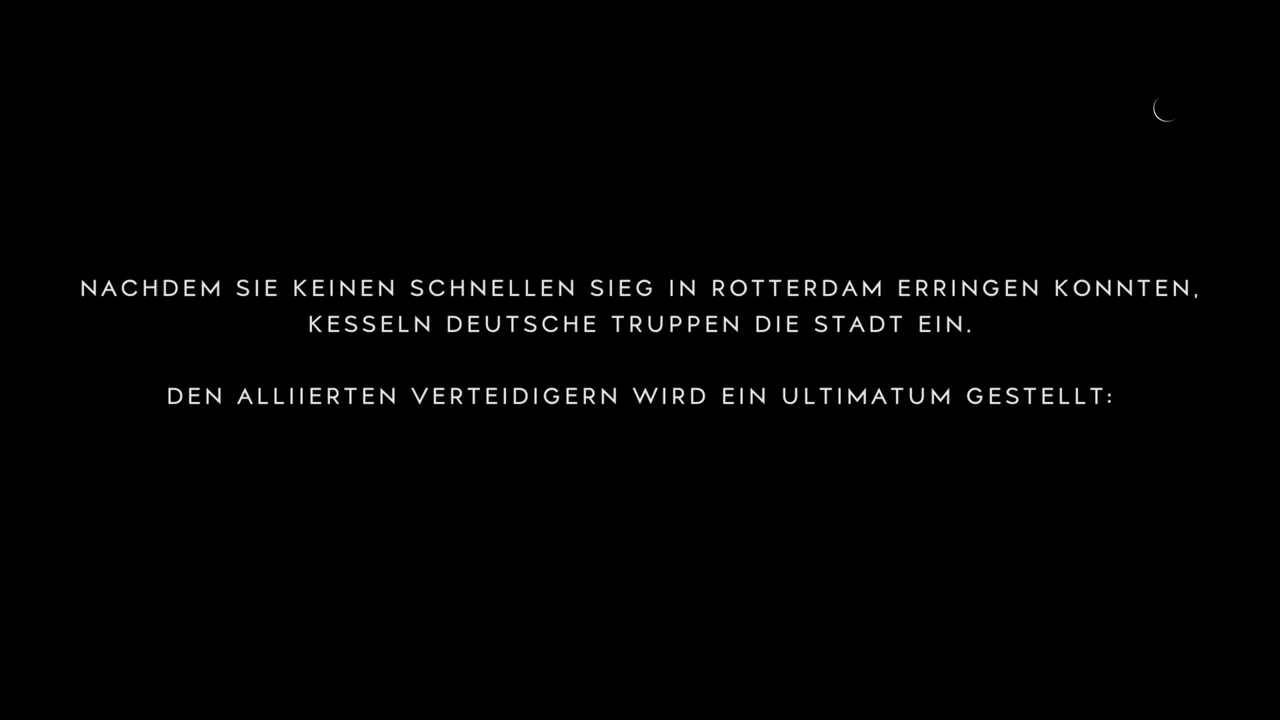 NACHDEM SIE KEINEN SCHNELLEN SIEG IN ROTTERDAM ERRINGEN KONNTEN,
KESSELN DEUTSCHE TRUPPEN DIE STADT EIN.
DEN ALLIIERTEN VERTEIDIGERN WIRD EIN ULTIMATUM GESTELLT: